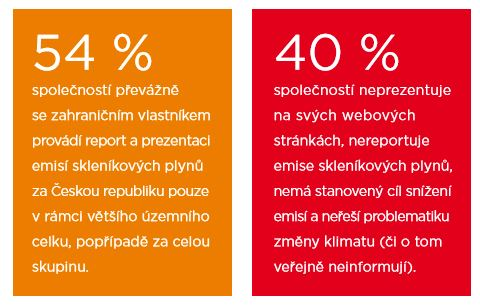 54 %
společností převážně
se zahraničním vlastníkem
provádí report a prezentaci
emisí skleníkových plynů
za Českou republiku pouze
v rámci většího územního
celku, popřípadě za celou
skupinu.
40 %
společností neprezentuje
na svých webových
stránkách, nereportuje
emise skleníkových plynů,
nemá stanovený cíl snížení
emisí a neřeší problematiku
změny klimatu (či o tom
veřejně neinformují).